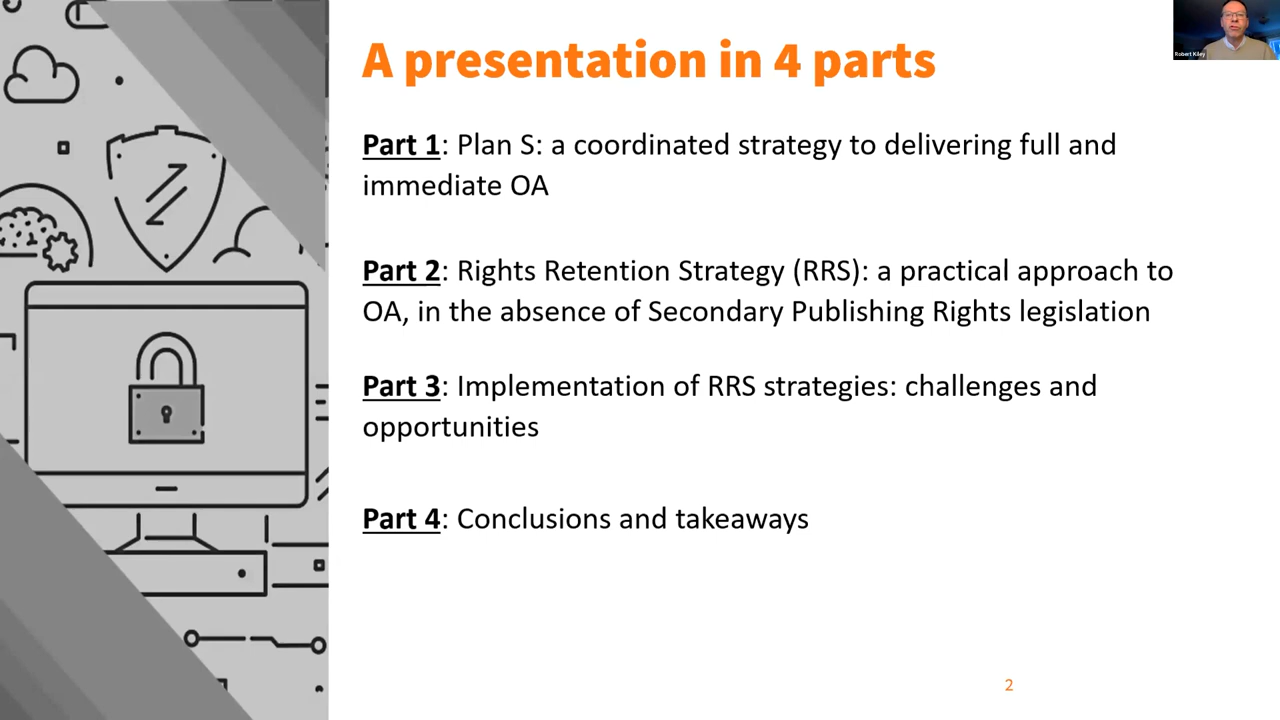 A presentation in 4 parts
Robert Kiley
Part 1: Plan S: a coordinated strategy to delivering full and
immediate OA
Part 2: Rights Retention Strategy (RRS): a practical approach to
OA, in the absence of Secondary Publishing Rights legislation
Part 3: Implementation of RRS strategies: challenges and
opportunities
Part 4: Conclusions and takeaways
2